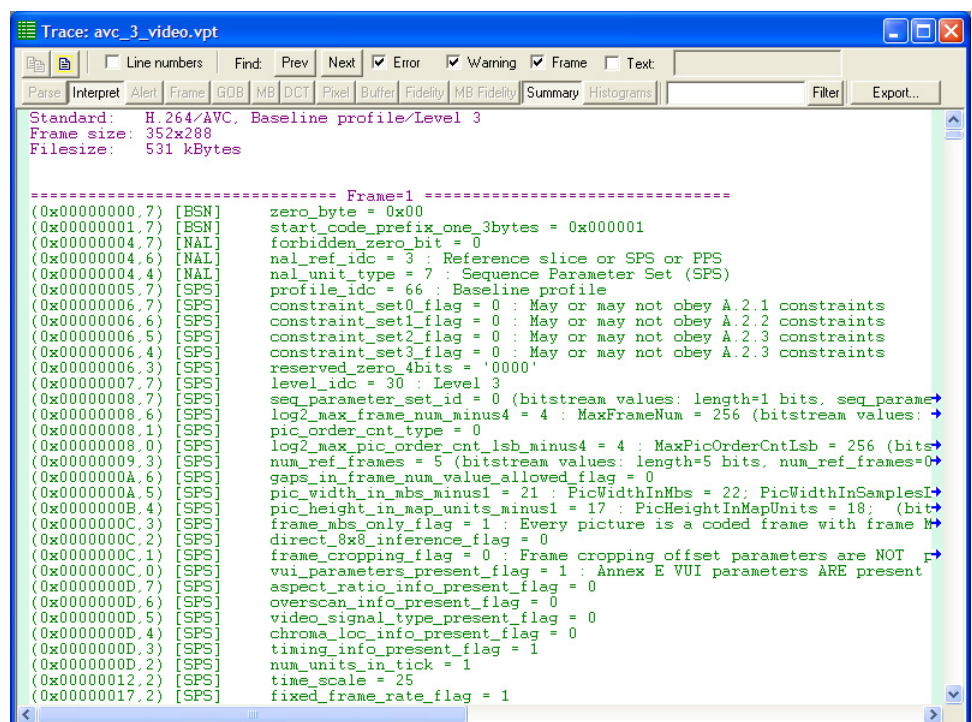 Trace: avc_3_video.vpt
Line numbers Find: Prev Next Error Warning Frame Text:
Parse Interpret Alert Frame GOB MB DCT Pixel Buffer Fidelity MB Fidelity Summary Histograms Filter Export...
Standard: H.264/AVC, Baseline profile/Level 3
Frame size: 352x288
Filesize: 531 kBytes
================================ Frame=1 ================================
(0x00000000,7) [BSN] zero_byte = 0x00
(0x00000001,7) [BSN] start_code_prefix_one_3bytes = 0x000001
(0x00000004,7) [NAL] forbidden_zero_bit = 0
(0x00000004,6) [NAL] nal_ref_idc = 3 : Reference slice or SPS or PPS
(0x00000004,4) [NAL] nal_unit_type = 7 : Sequence Parameter Set (SPS)
(0x00000005,7) [SPS] profile_idc = 66 : Baseline profile
(0x00000006,7) [SPS] constraint_set0_flag = 0 : May or may not obey A.2.1 constraints
(0x00000006,6) [SPS] constraint_set1_flag = 0 : May or may not obey A.2.2 constraints
(0x00000006,5) [SPS] constraint_set2_flag = 0 : May or may not obey A.2.3 constraints
(0x00000006,4) [SPS] constraint_set3_flag = 0 : May or may not obey A.2.3 constraints
(0x00000006,3) [SPS] reserved_zero_4bits = '0000'
(0x00000007,7) [SPS] level_idc = 30 : Level 3
(0x00000008,7) [SPS] seq_parameter_set_id = 0 (bitstream values: length=1 bits, seq_parame
(0x00000008,6) [SPS] log2_max_frame_num_minus4 = 4 : MaxFrameNum = 256 (bitstream values:
(0x00000008,1) [SPS] pic_order_cnt_type = 0
(0x00000008,0) [SPS] log2_max_pic_order_cnt_lsb_minus4 = 4 : MaxPicOrderCntLsb = 256 (bits
(0x00000009,3) [SPS] num_ref_frames = 5 (bitstream values: length=5 bits, num_ref_frames=0
(0x0000000A,6) [SPS] gaps_in_frame_num_value_allowed_flag = 0
(0x0000000A,5) [SPS] pic_width_in_mbs_minus1 = 21 : PicWidthInMbs = 22; PicWidthInSamplesL
(0x0000000B,4) [SPS] pic_height_in_map_units_minus1 = 17 : PicHeightInMapUnits = 18; (bit
(0x0000000C,3) [SPS] frame_mbs_only_flag = 1 : Every picture is a coded frame with frame M
(0x0000000C,2) [SPS] direct_8x8_inference_flag = 0
(0x0000000C,1) [SPS] frame_cropping_flag = 0 : Frame cropping offset parameters are NOT p
(0x0000000C,0) [SPS] vui_parameters_present_flag = 1 : Annex E VUI parameters ARE present
(0x0000000D,7) [SPS] aspect_ratio_info_present_flag = 0
(0x0000000D,6) [SPS] overscan_info_present_flag = 0
(0x0000000D,5) [SPS] video_signal_type_present_flag = 0
(0x0000000D,4) [SPS] chroma_loc_info_present_flag = 0
(0x0000000D,3) [SPS] timing_info_present_flag = 1
(0x0000000D,2) [SPS] num_units_in_tick = 1
(0x00000012,2) [SPS] time_scale = 25
(0x00000017,2) [SPS] fixed_frame_rate_flag = 1